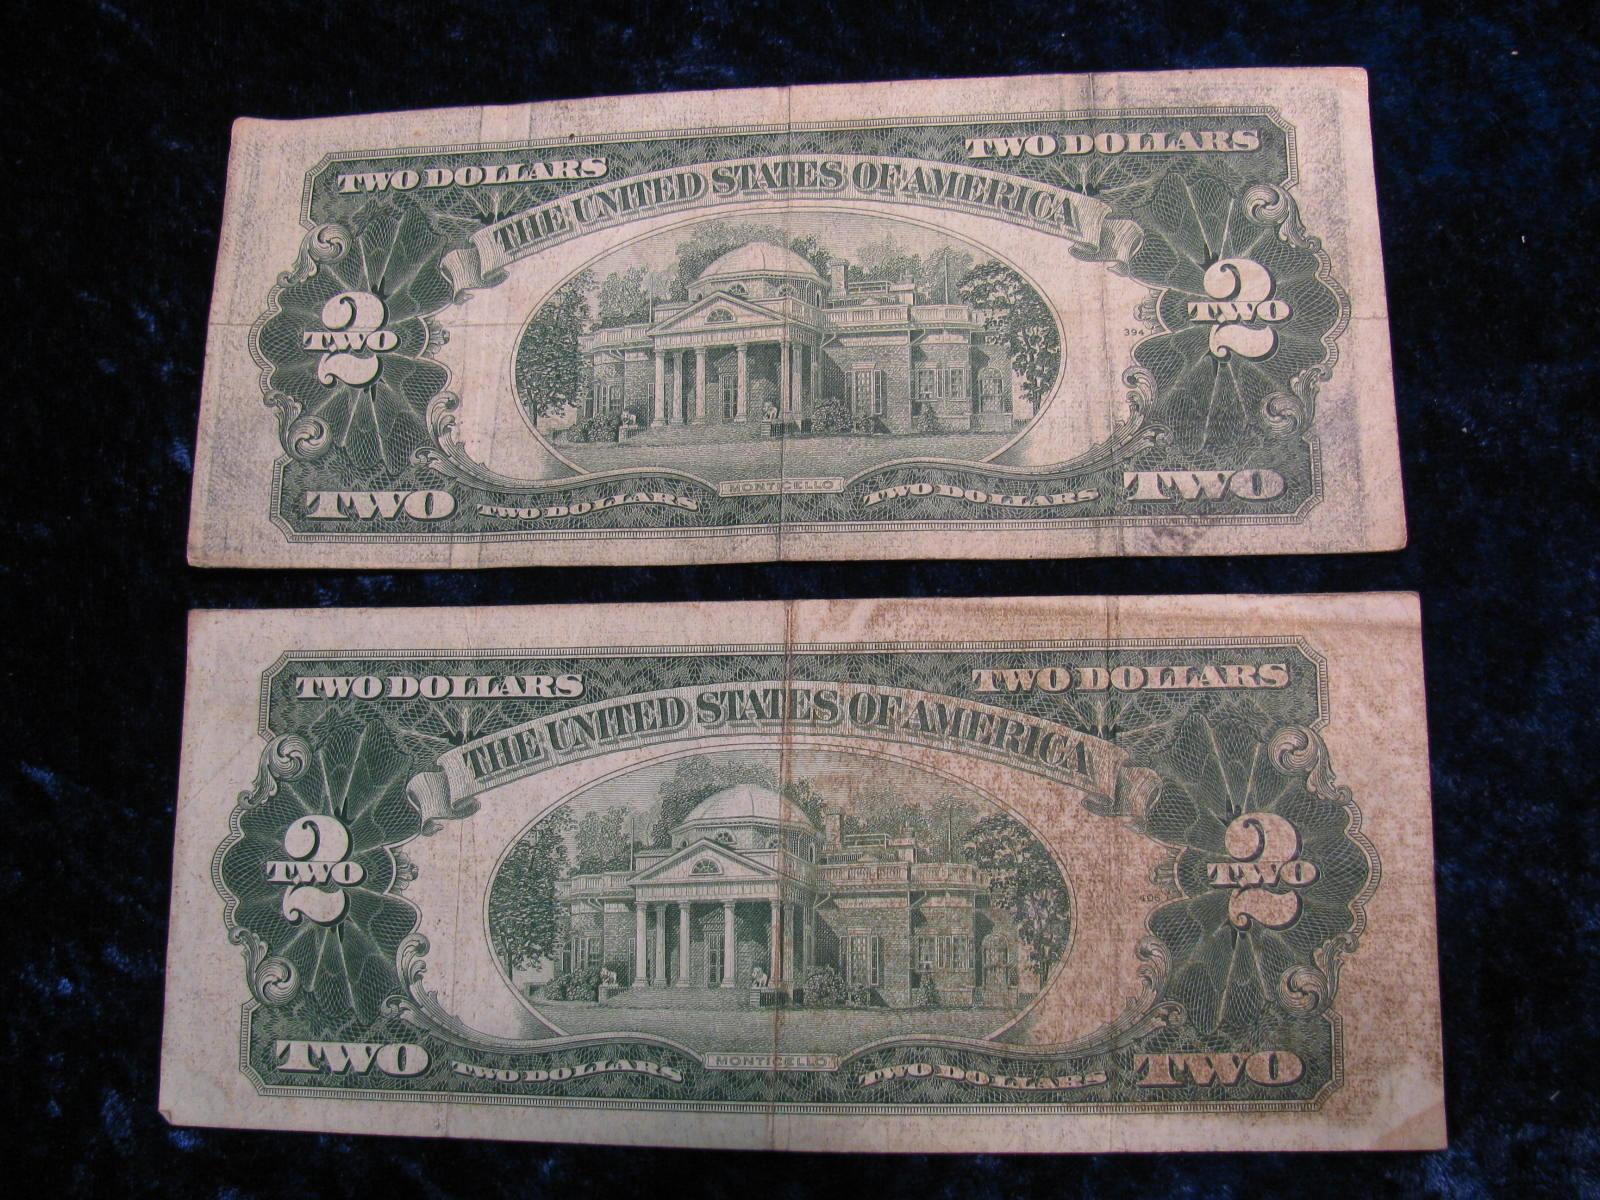 TWO DOLLARS TWO DOLLARS
THE UNITED STATES OF AMERICA
2 2
TWO TWO
394
TWO TWO DOLLARS MONTICELLO TWO DOLLARS TWO
TWO DOLLARS TWO DOLLARS
THE UNITED STATES OF AMERICA
2 2
TWO TWO
TWO TWO DOLLARS MONTICELLO TWO DOLLARS TWO